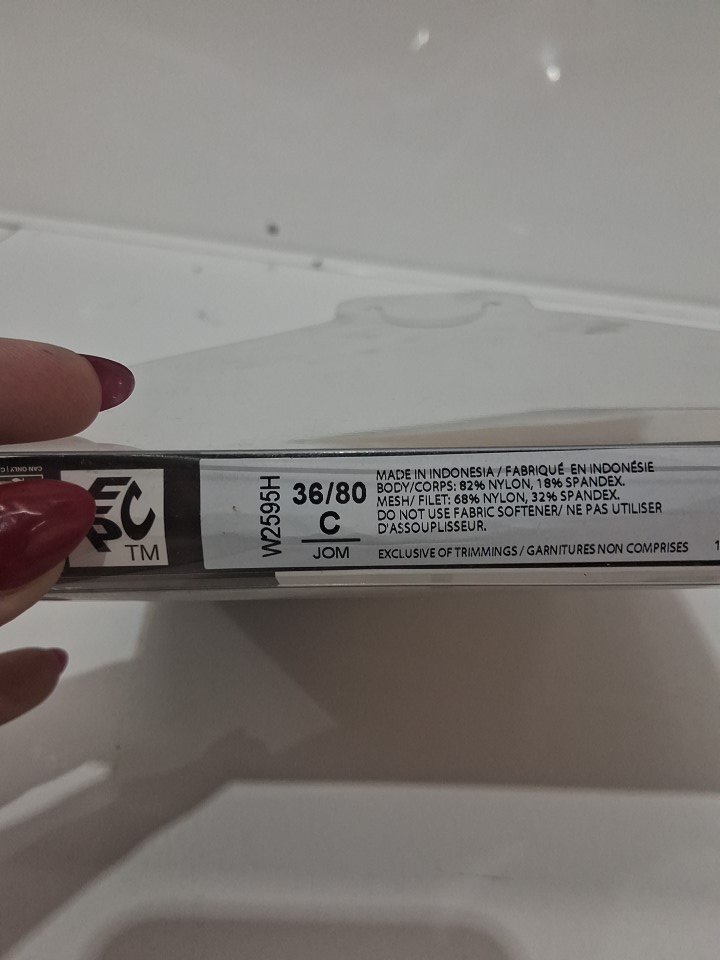 W2595H
36/80
C
JOM
MADE IN INDONESIA / FABRIQUÉ EN INDONÉSIE
BODY/CORPS: 82% NYLON, 18% SPANDEX.
MESH/ FILET: 68% NYLON, 32% SPANDEX.
DO NOT USE FABRIC SOFTENER/ NE PAS UTILISER
D'ASSOUPLISSEUR.
EXCLUSIVE OF TRIMMINGS / GARNITURES NON COMPRISES
TM
CAN ONLY